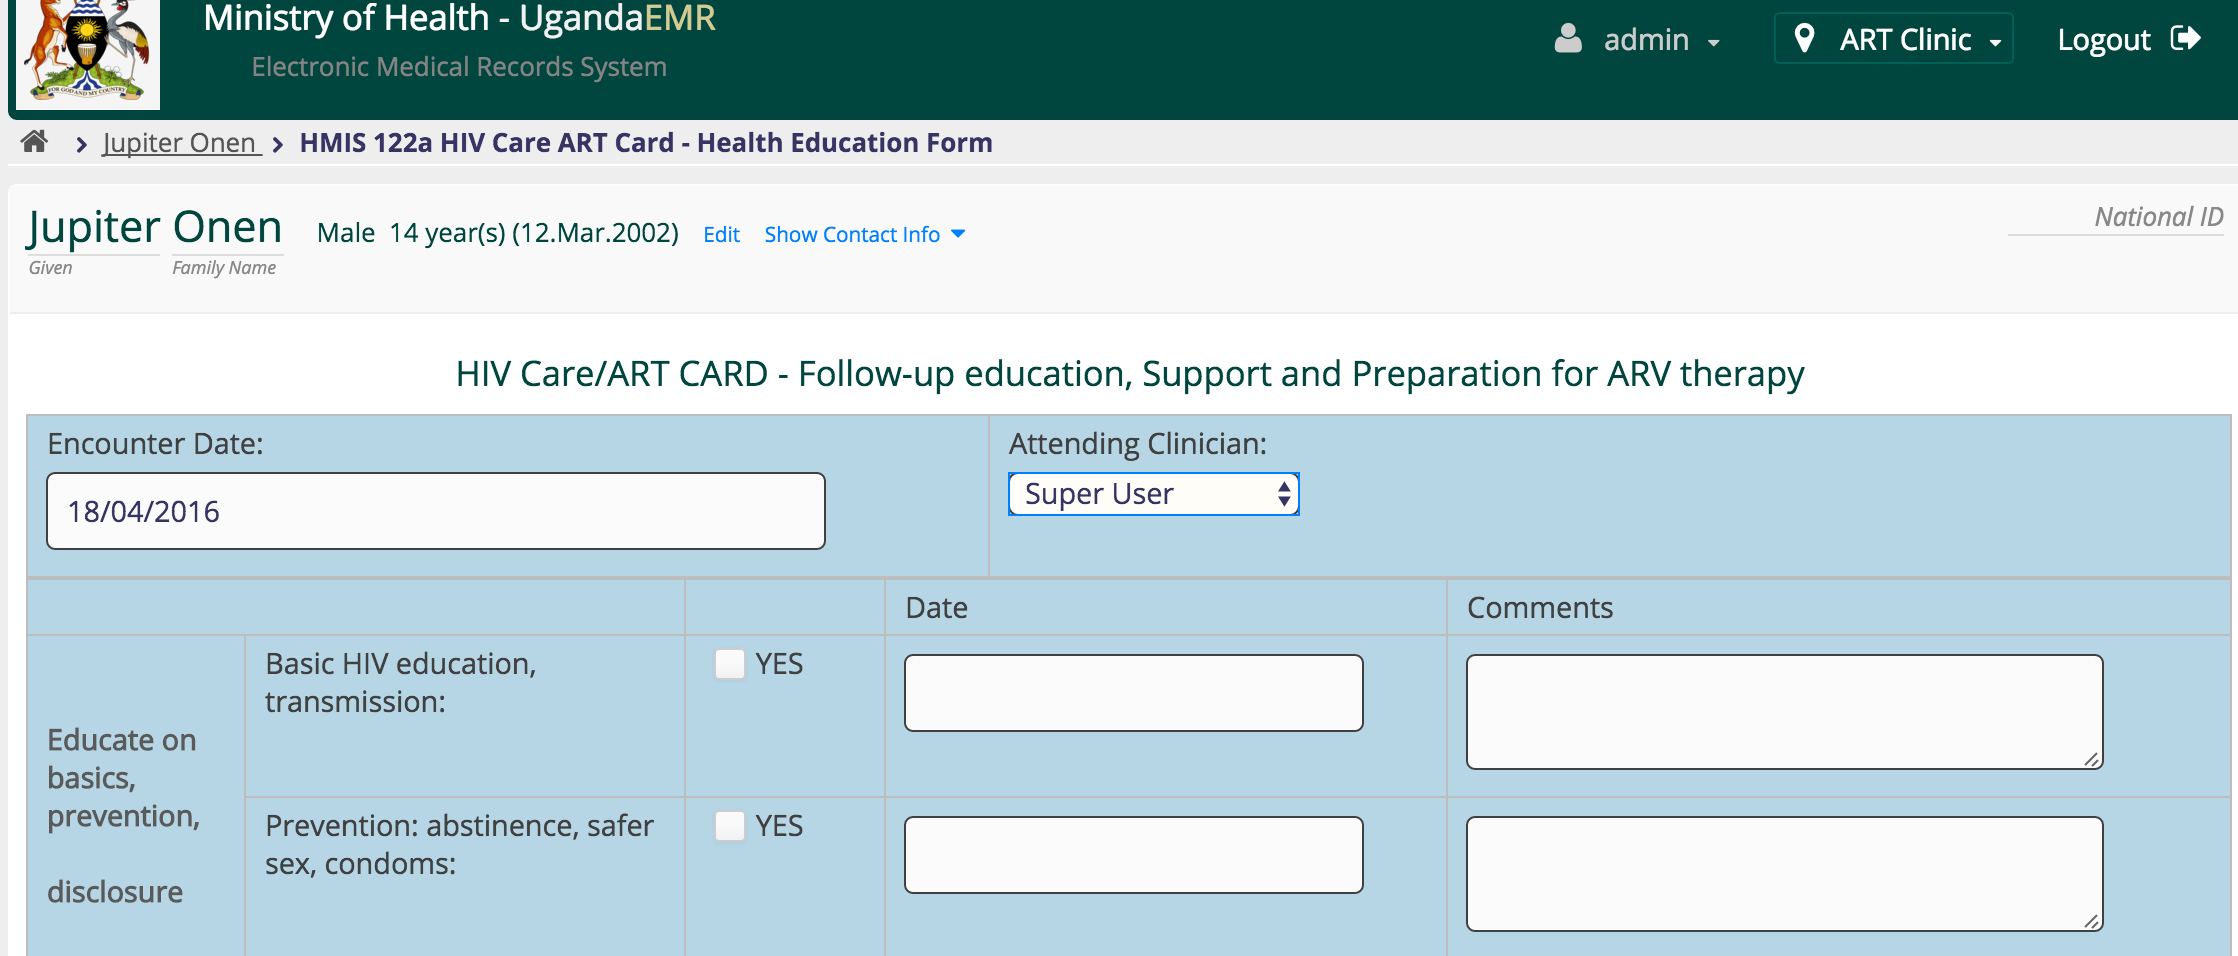 Ministry of Health - UgandaEMR
Electronic Medical Records System
admin
ART Clinic
Logout
FOR GOD AND MY COUNTRY
Jupiter Onen
HMIS 122a HIV Care ART Card - Health Education Form
Jupiter Onen
Male 14 year(s) (12.Mar.2002)
Edit
Show Contact Info
National ID
Given
Family Name
HIV Care/ART CARD - Follow-up education, Support and Preparation for ARV therapy
Encounter Date:
Attending Clinician:
18/04/2016
Super User
Date
Comments
Educate on
basics,
prevention,
disclosure
Basic HIV education,
transmission:
YES
Prevention: abstinence, safer
sex, condoms:
YES